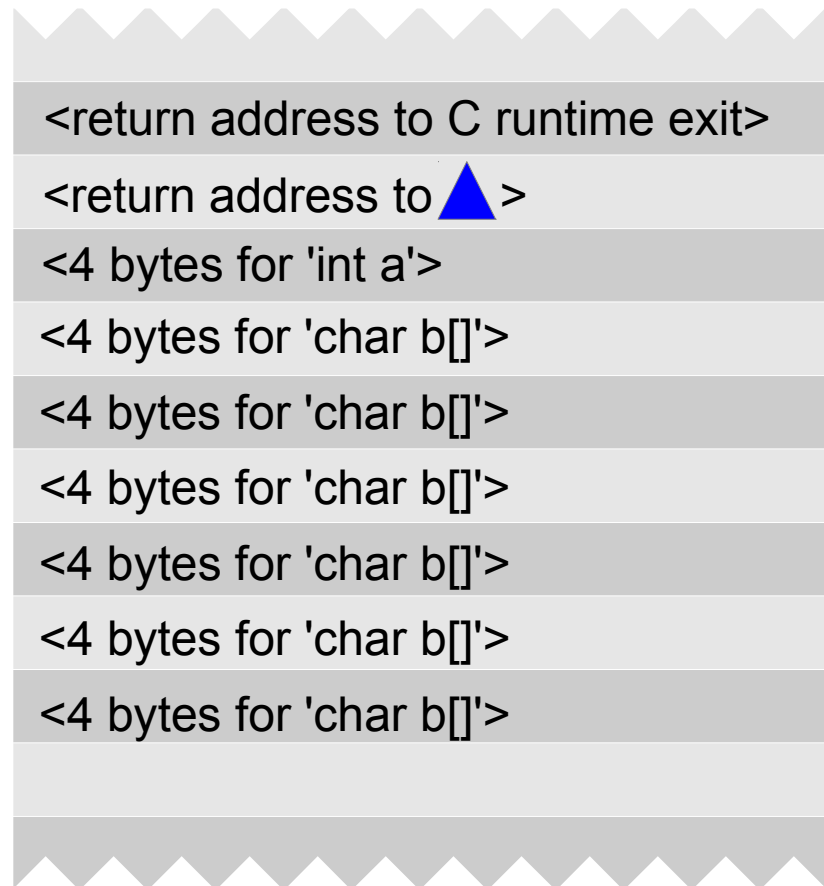 <return address to C runtime exit>
<return address to >
<4 bytes for 'int a'>
<4 bytes for 'char b[]'>
<4 bytes for 'char b[]'>
<4 bytes for 'char b[]'>
<4 bytes for 'char b[]'>
<4 bytes for 'char b[]'>
<4 bytes for 'char b[]'>